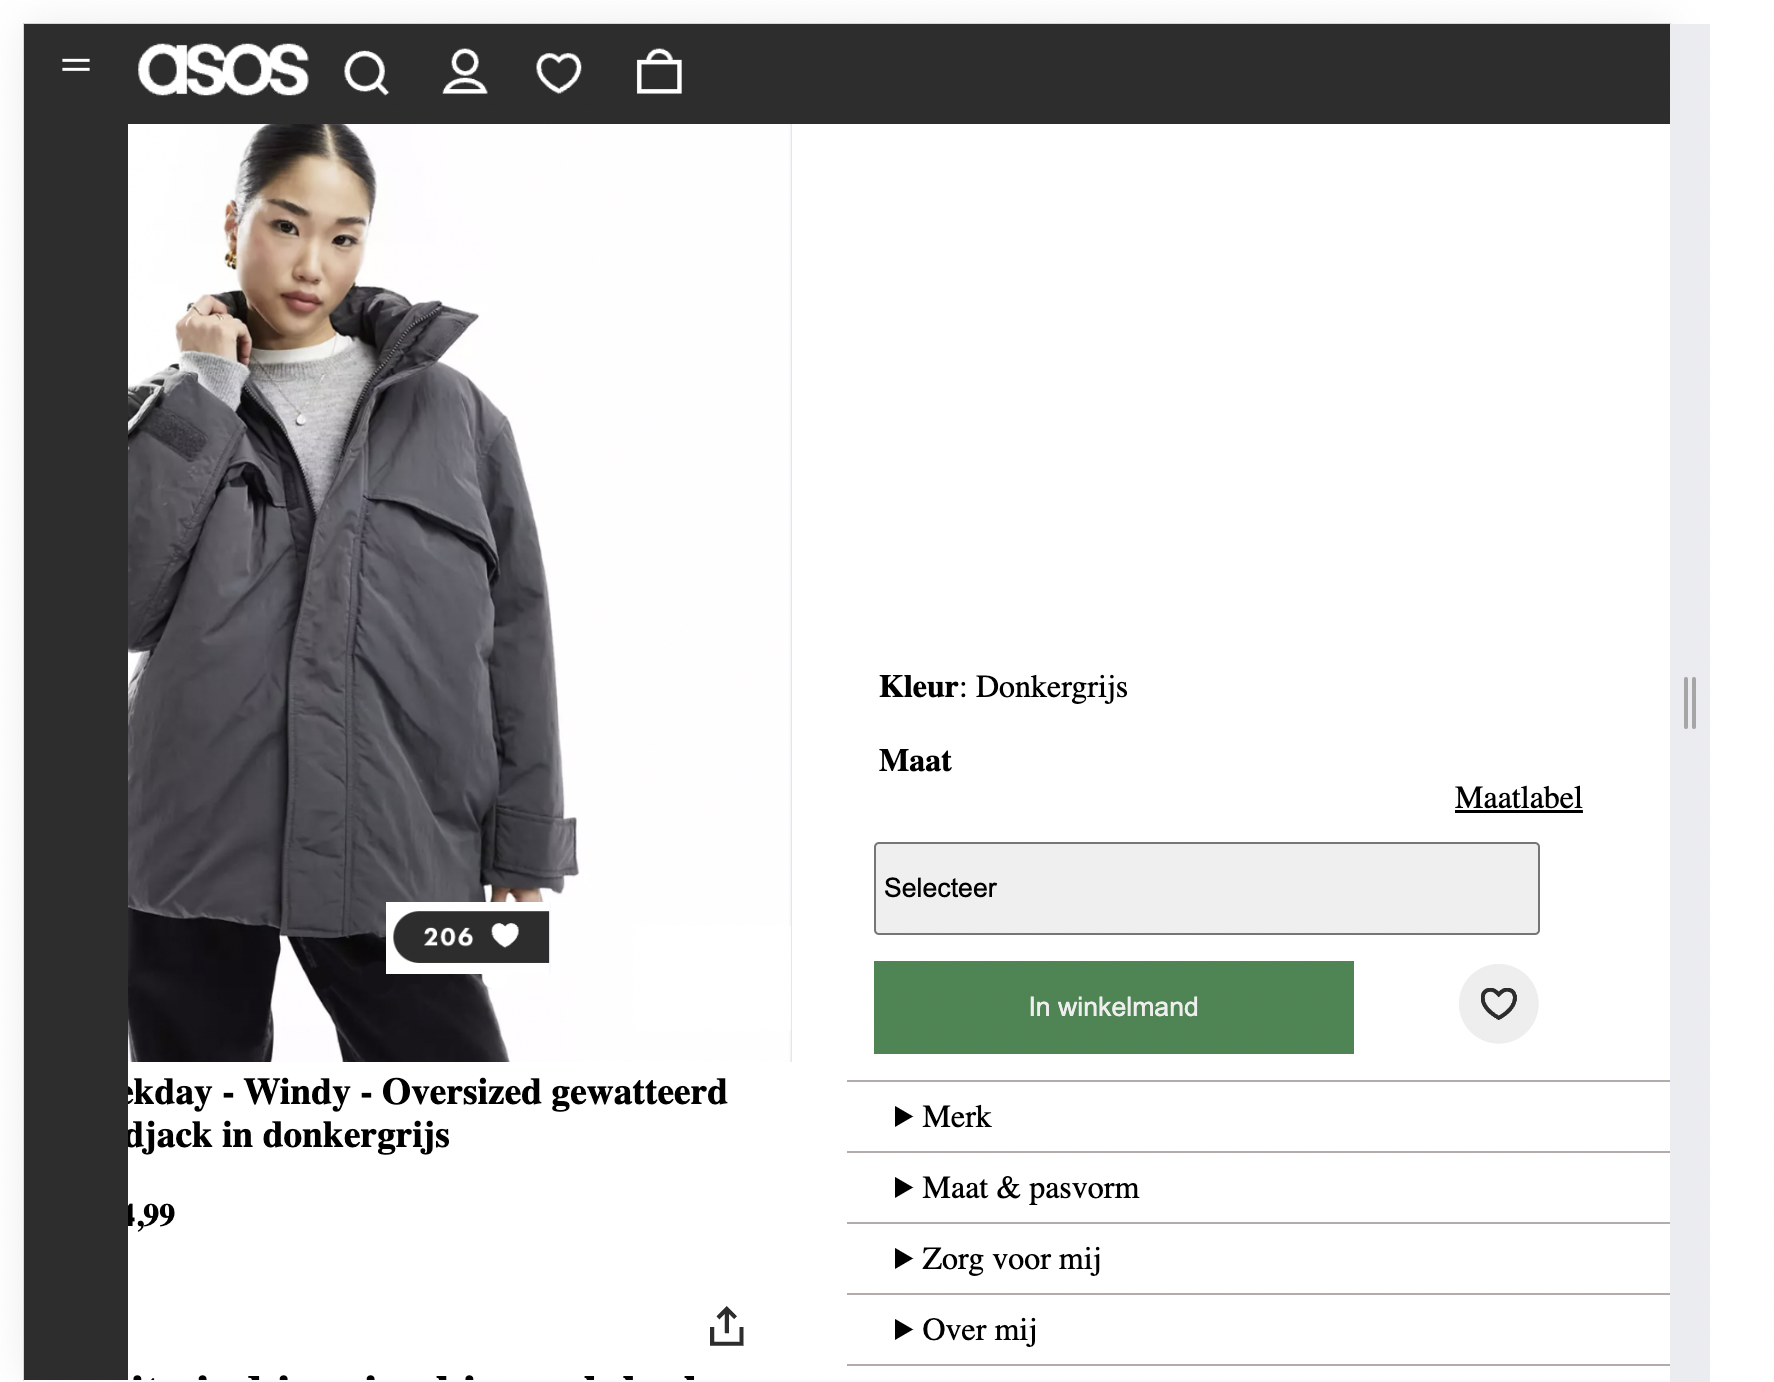 asos
206
ekday - Windy - Oversized gewatteerd
djack in donkergrijs
4,99
Kleur: Donkergrijs
Maat
Maatlabel
Selecteer
In winkelmand
Merk
Maat & pasvorm
Zorg voor mij
Over mij